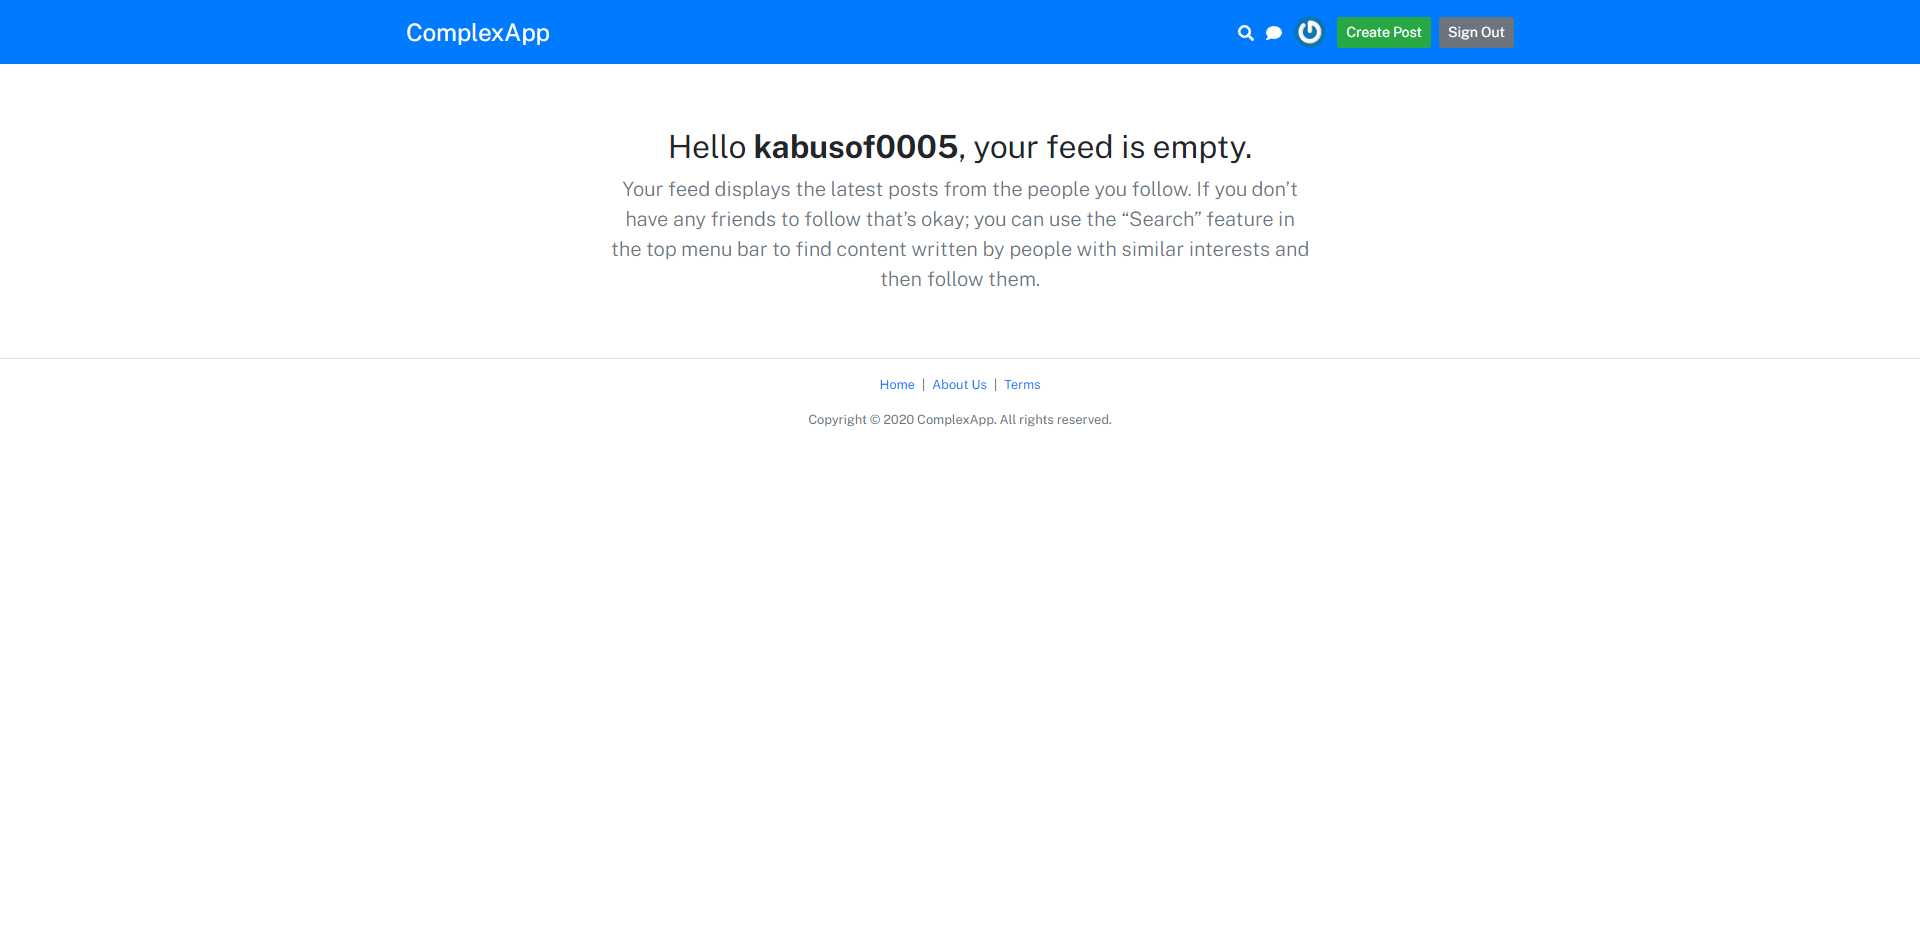 ComplexApp
Create Post
Sign Out
Hello kabusof0005, your feed is empty.
Your feed displays the latest posts from the people you follow. If you don’t
have any friends to follow that’s okay; you can use the “Search” feature in
the top menu bar to find content written by people with similar interests and
then follow them.
Home | About Us | Terms
Copyright © 2020 ComplexApp. All rights reserved.